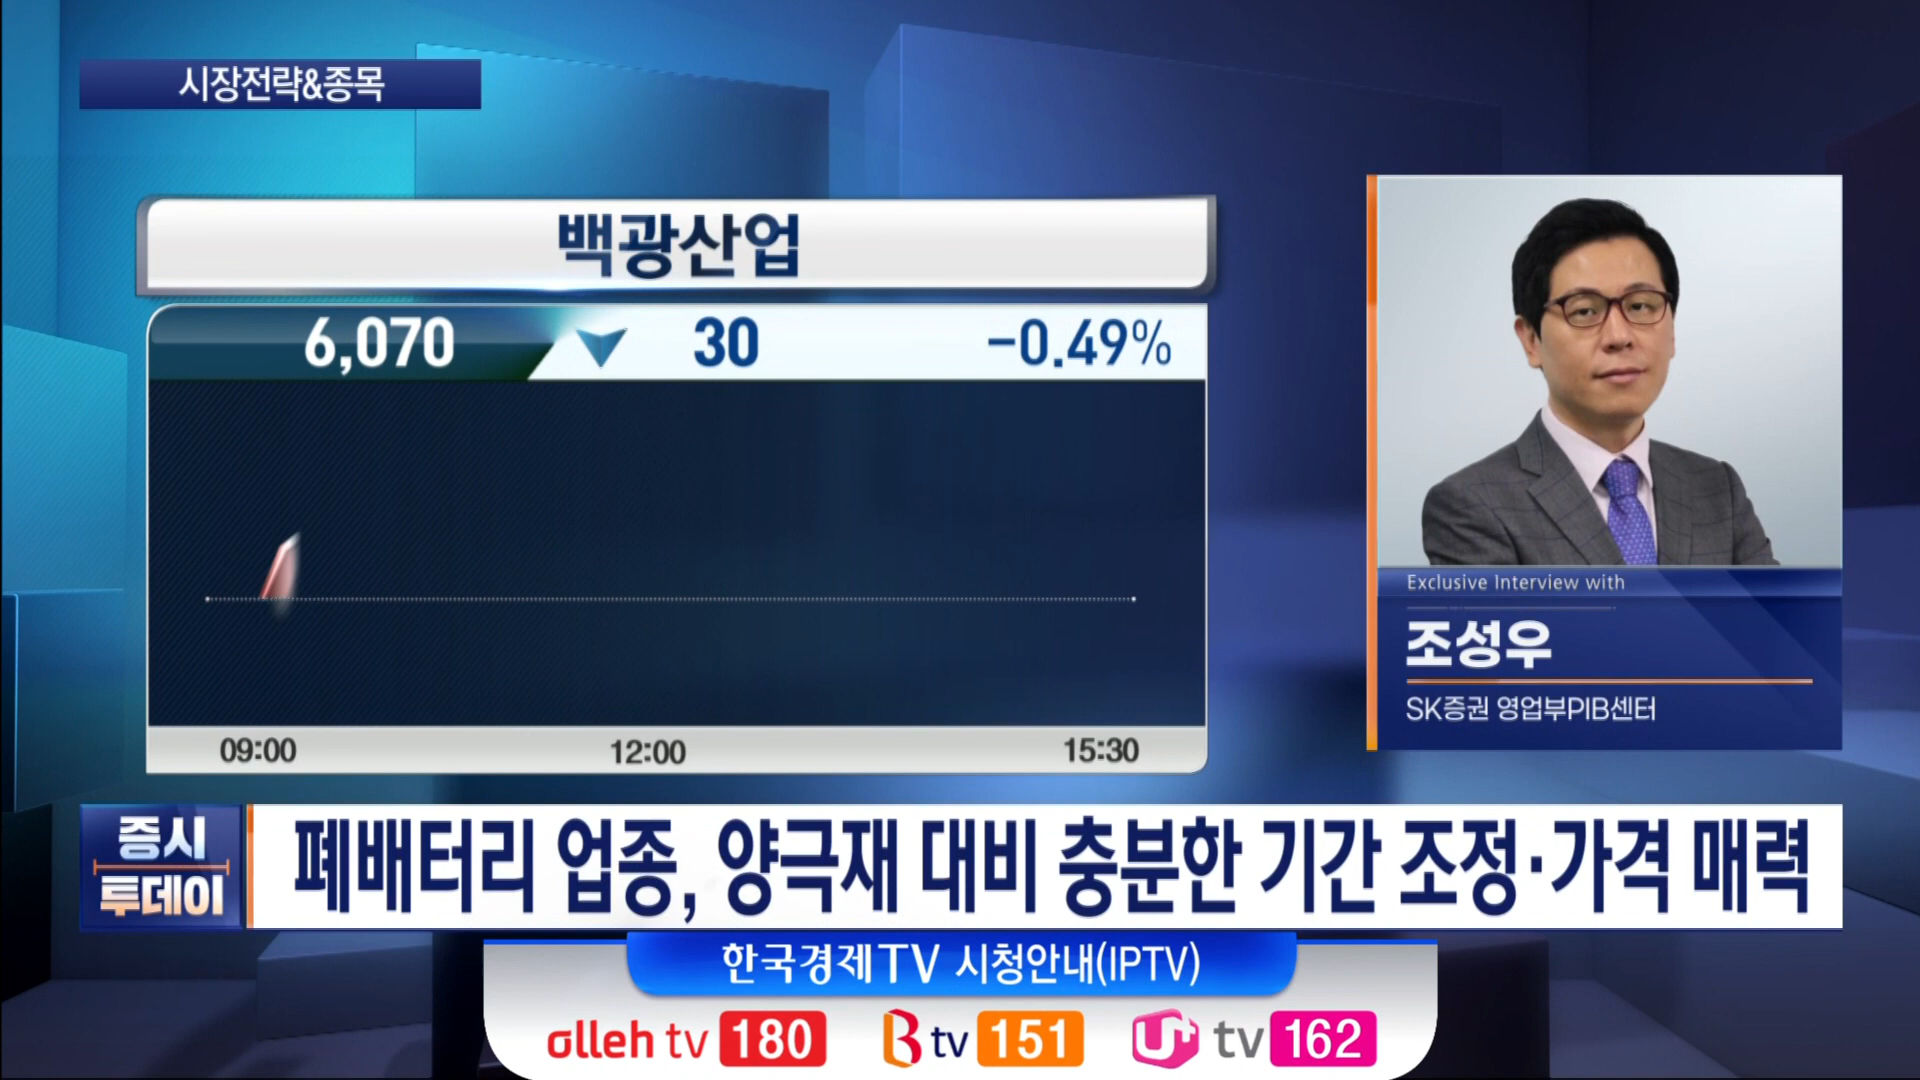 시장전략&종목
백광산업
6,070 30 -0.49%
09:00 12:00 15:30
Exclusive Interview with
조성우
SK증권 영업부PIB센터
증시
투데이
폐배터리 업종, 양극재 대비 충분한 기간 조정·가격 매력
한국경제TV 시청안내(IPTV)
olleh tv 180 B tv 151 U+ tv 162